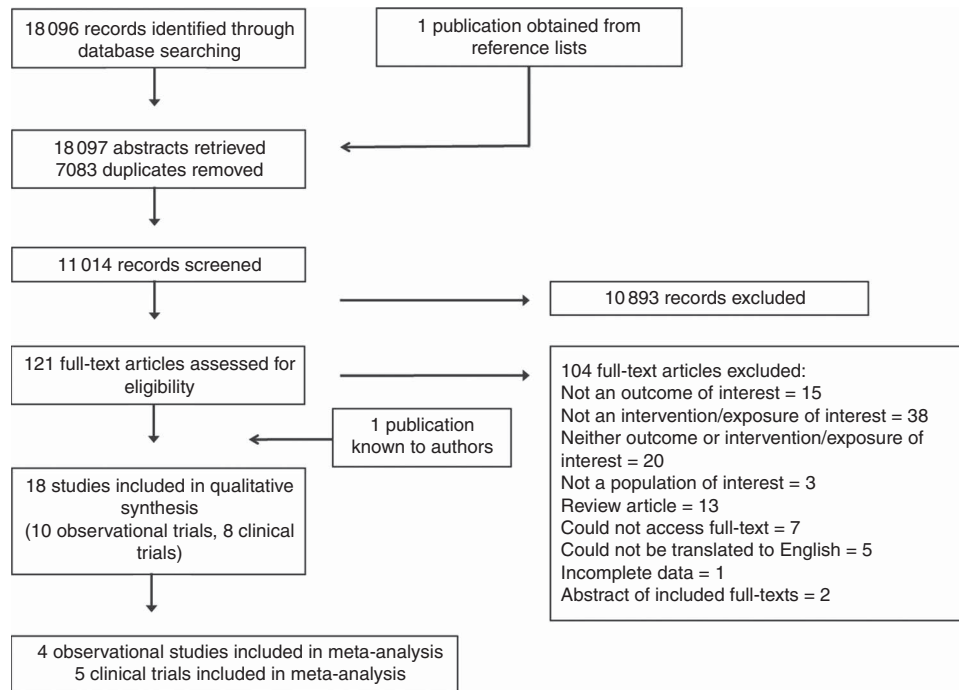 18 096 records identified through
database searching
1 publication obtained from
reference lists
18 097 abstracts retrieved
7083 duplicates removed
11 014 records screened
10 893 records excluded
121 full-text articles assessed for
eligibility
104 full-text articles excluded:
Not an outcome of interest = 15
Not an intervention/exposure of interest = 38
Neither outcome or intervention/exposure of
interest = 20
Not a population of interest = 3
Review article = 13
Could not access full-text = 7
Could not be translated to English = 5
Incomplete data = 1
Abstract of included full-texts = 2
1 publication
known to authors
18 studies included in qualitative
synthesis
(10 observational trials, 8 clinical
trials)
4 observational studies included in meta-analysis
5 clinical trials included in meta-analysis